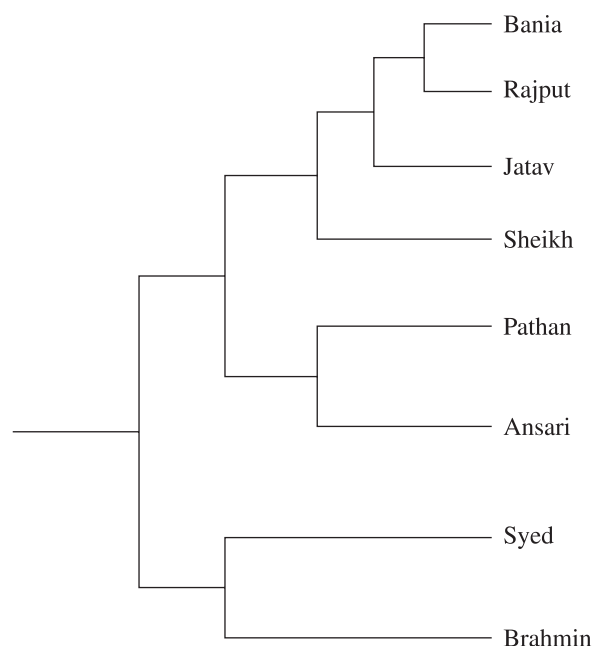 Bania
Rajput
Jatav
Sheikh
Pathan
Ansari
Syed
Brahmin